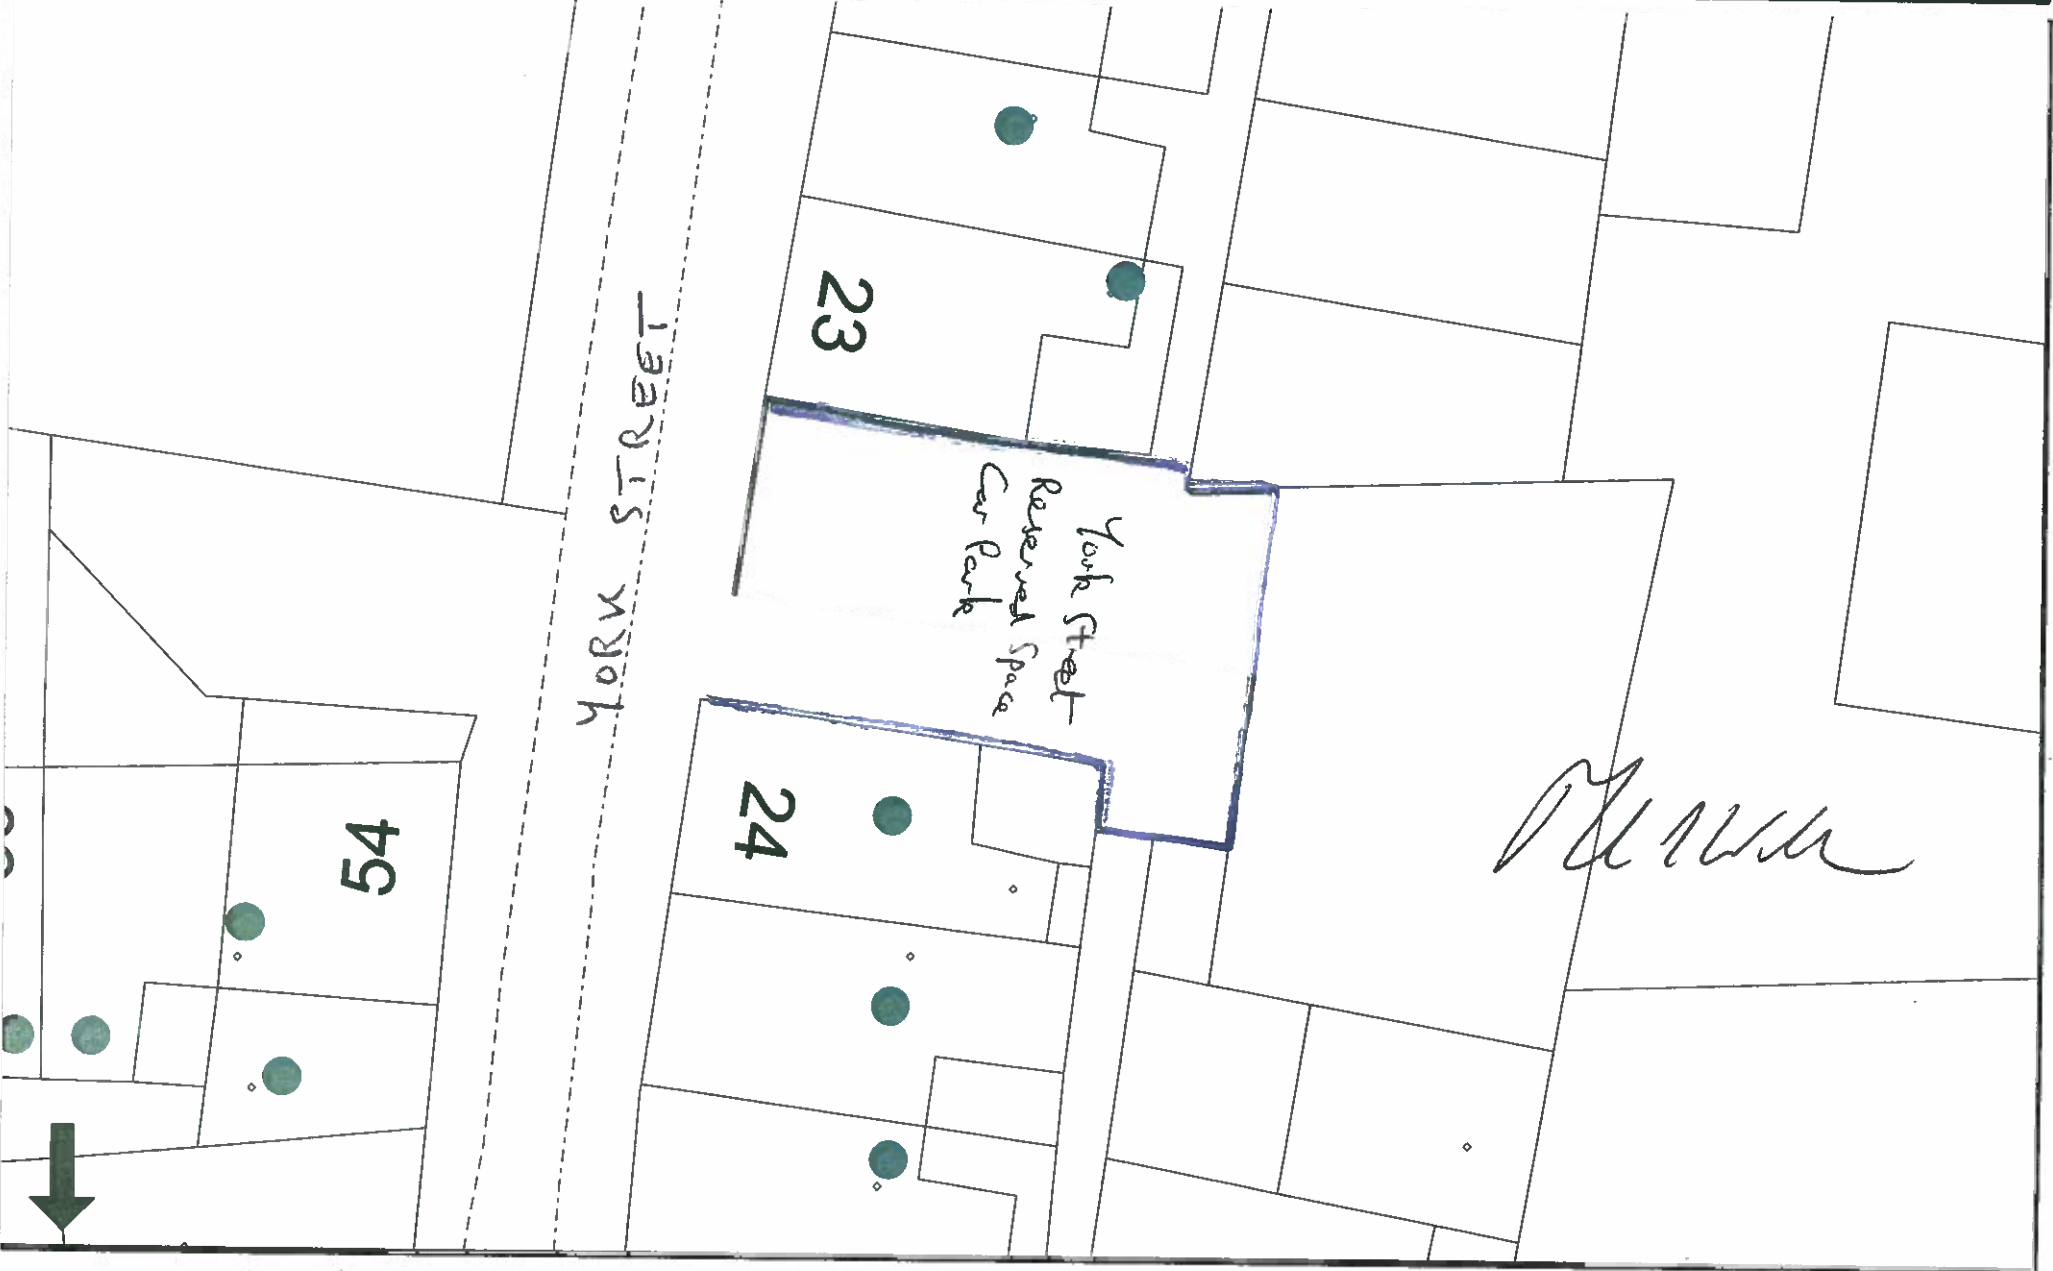 23
YORK STREET
York Street
Reserved Space
Car Park
24
54